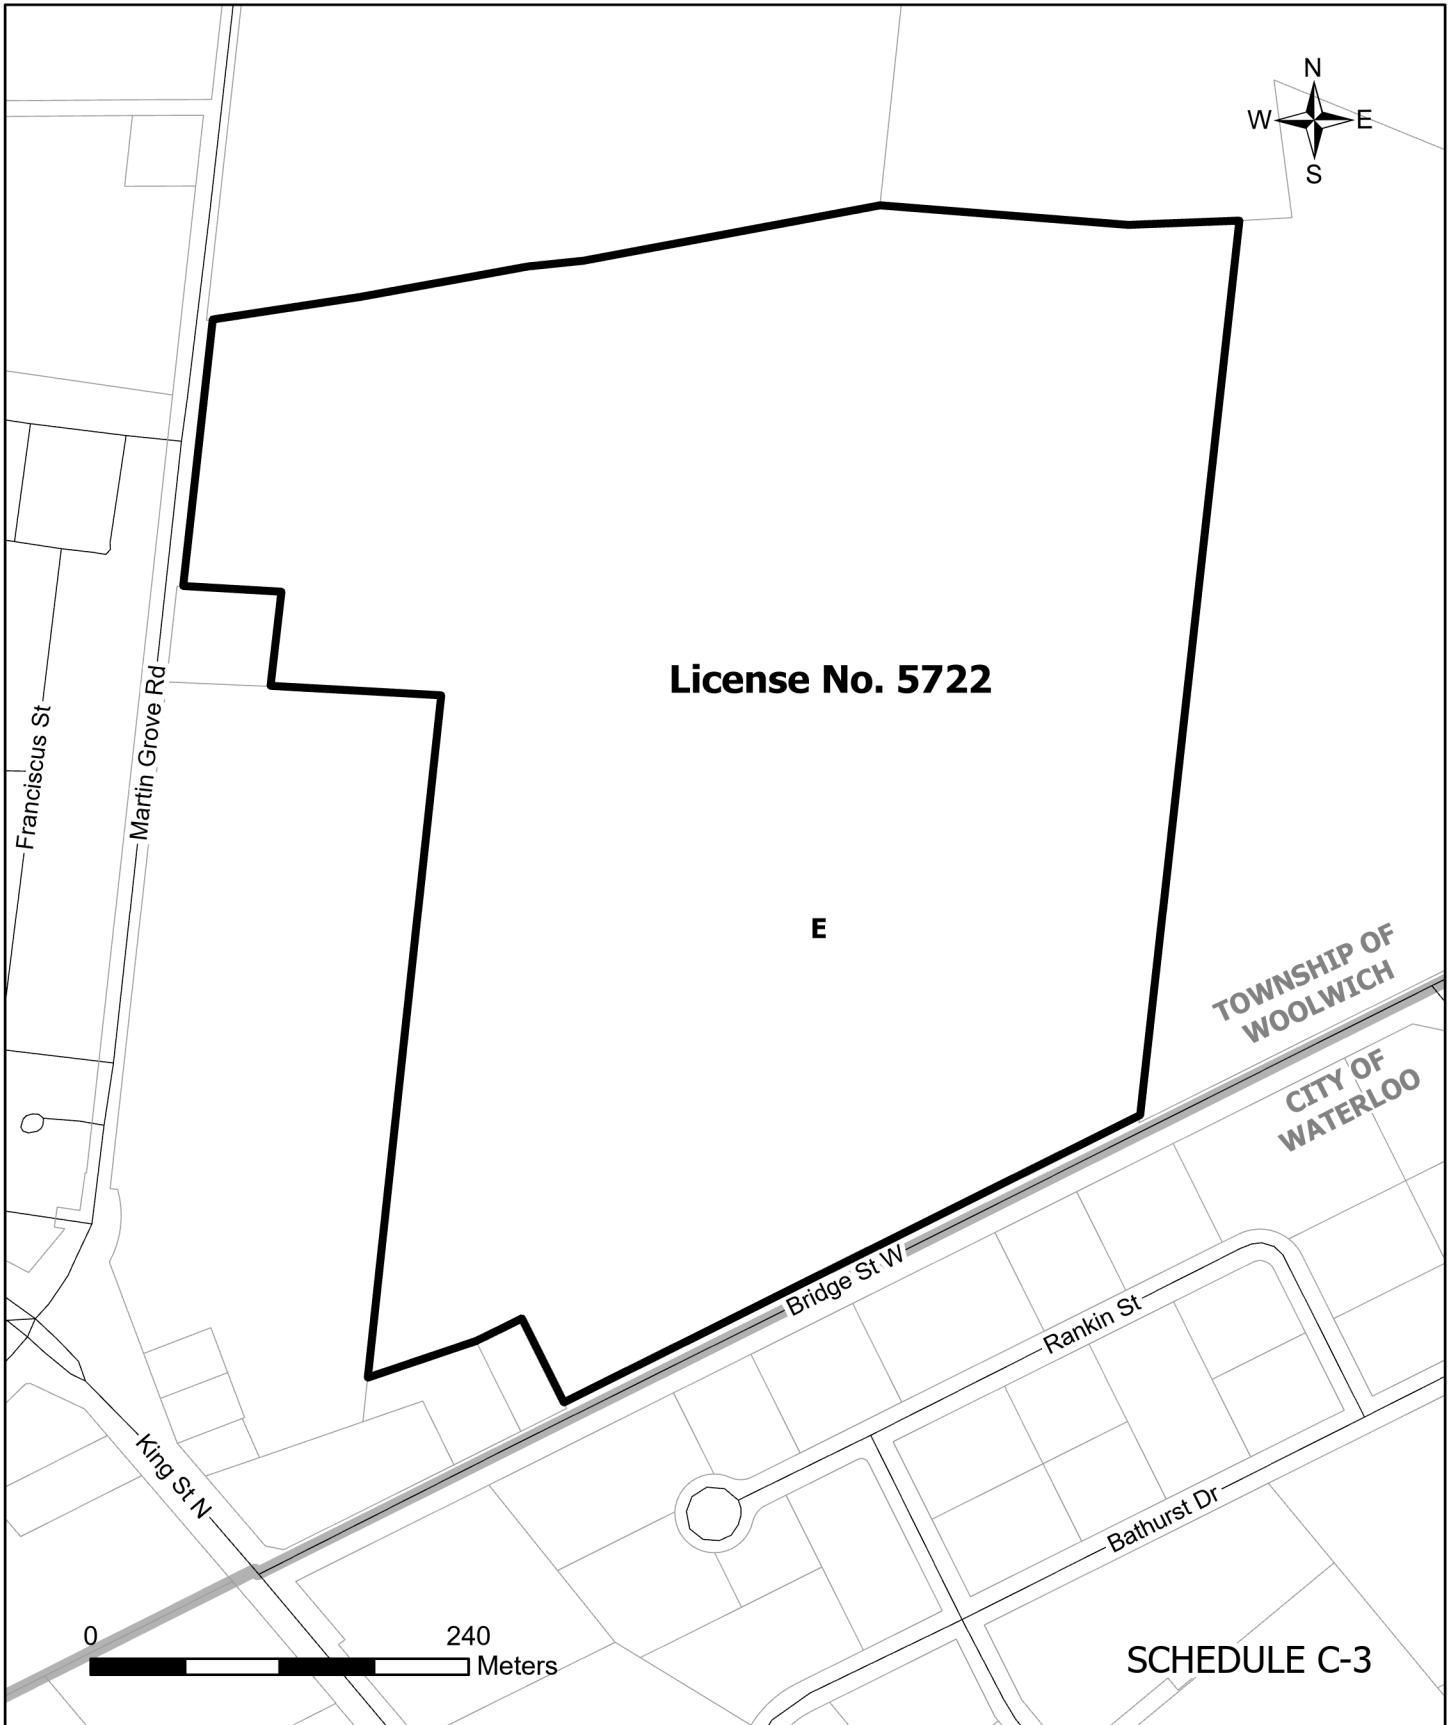 N
W E
S
License No. 5722
Franciscus St
Martin Grove Rd
E
TOWNSHIP OF
WOOLWICH
CITY OF
WATERLOO
Bridge St W
Rankin St
King St N
Bathurst Dr
0 240
Meters
SCHEDULE C-3